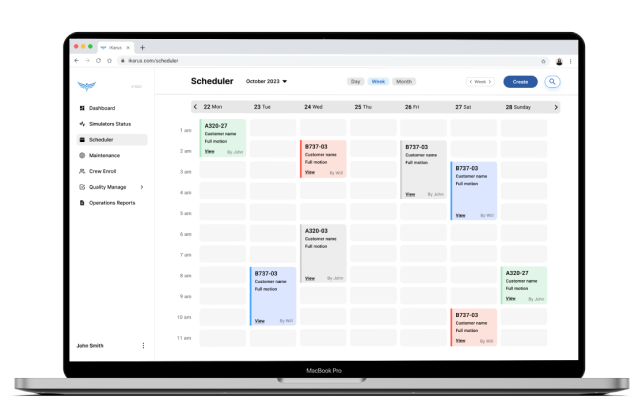 Ikarus
ikarus.com/scheduler
Scheduler
October 2023
Day
Week
Month
Week
Create
Dashboard
Simulators Status
Scheduler
Maintenance
Crew Enroll
Quality Manage
Operations Reports
John Smith
22 Mon
23 Tue
24 Wed
25 Thu
26 Fri
27 Sat
28 Sunday
1 am
2 am
3 am
4 am
5 am
6 am
7 am
8 am
9 am
10 am
11 am
A320-27
Customer name
Full motion
View By John
B737-03
Customer name
Full motion
View By Will
B737-03
Customer name
Full motion
View By John
B737-03
Customer name
Full motion
View By Will
A320-03
Customer name
Full motion
View By John
B737-03
Customer name
Full motion
View By Will
A320-27
Customer name
Full motion
View By John
B737-03
Customer name
Full motion
View By Will
MacBook Pro